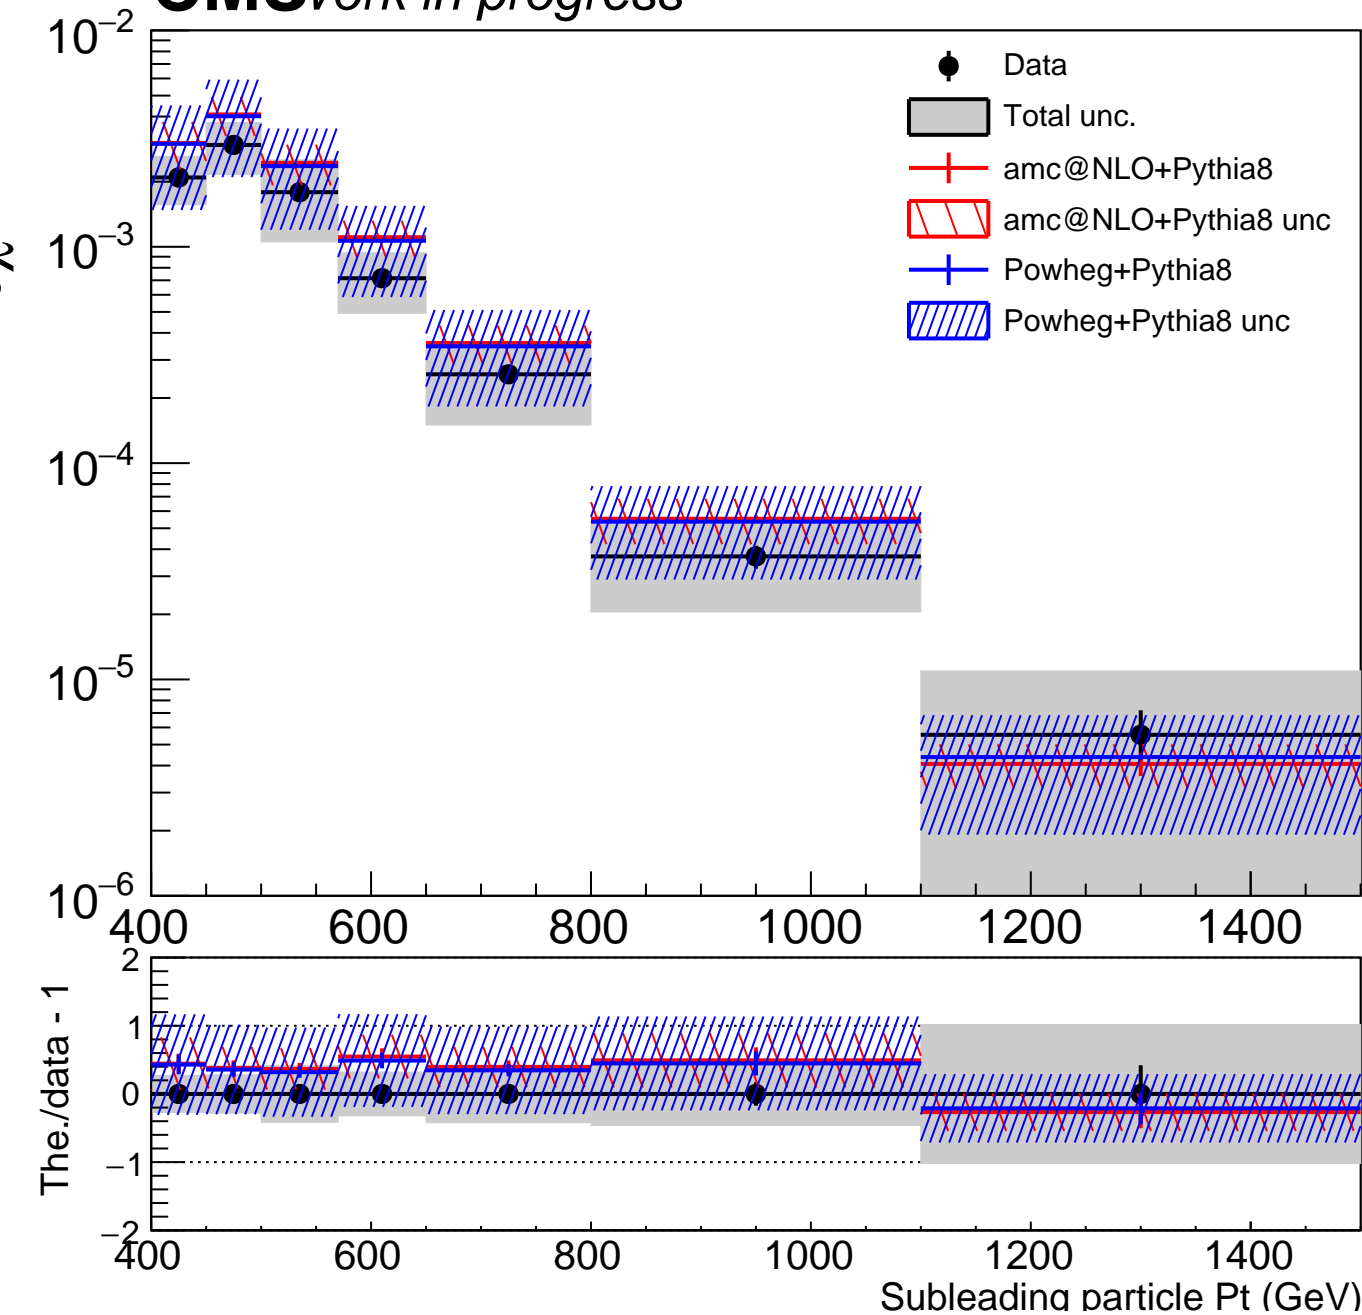 CMS work in progress
10−2
Data
Total unc.
amc@NLO+Pythia8
amc@NLO+Pythia8 unc
Powheg+Pythia8
Powheg+Pythia8 unc
10−3
10−4
10−5
10−6
400 600 800 1000 1200 1400
The./data - 1
2
1
0
−1
−2
400 600 800 1000 1200 1400
Subleading particle Pt (GeV)